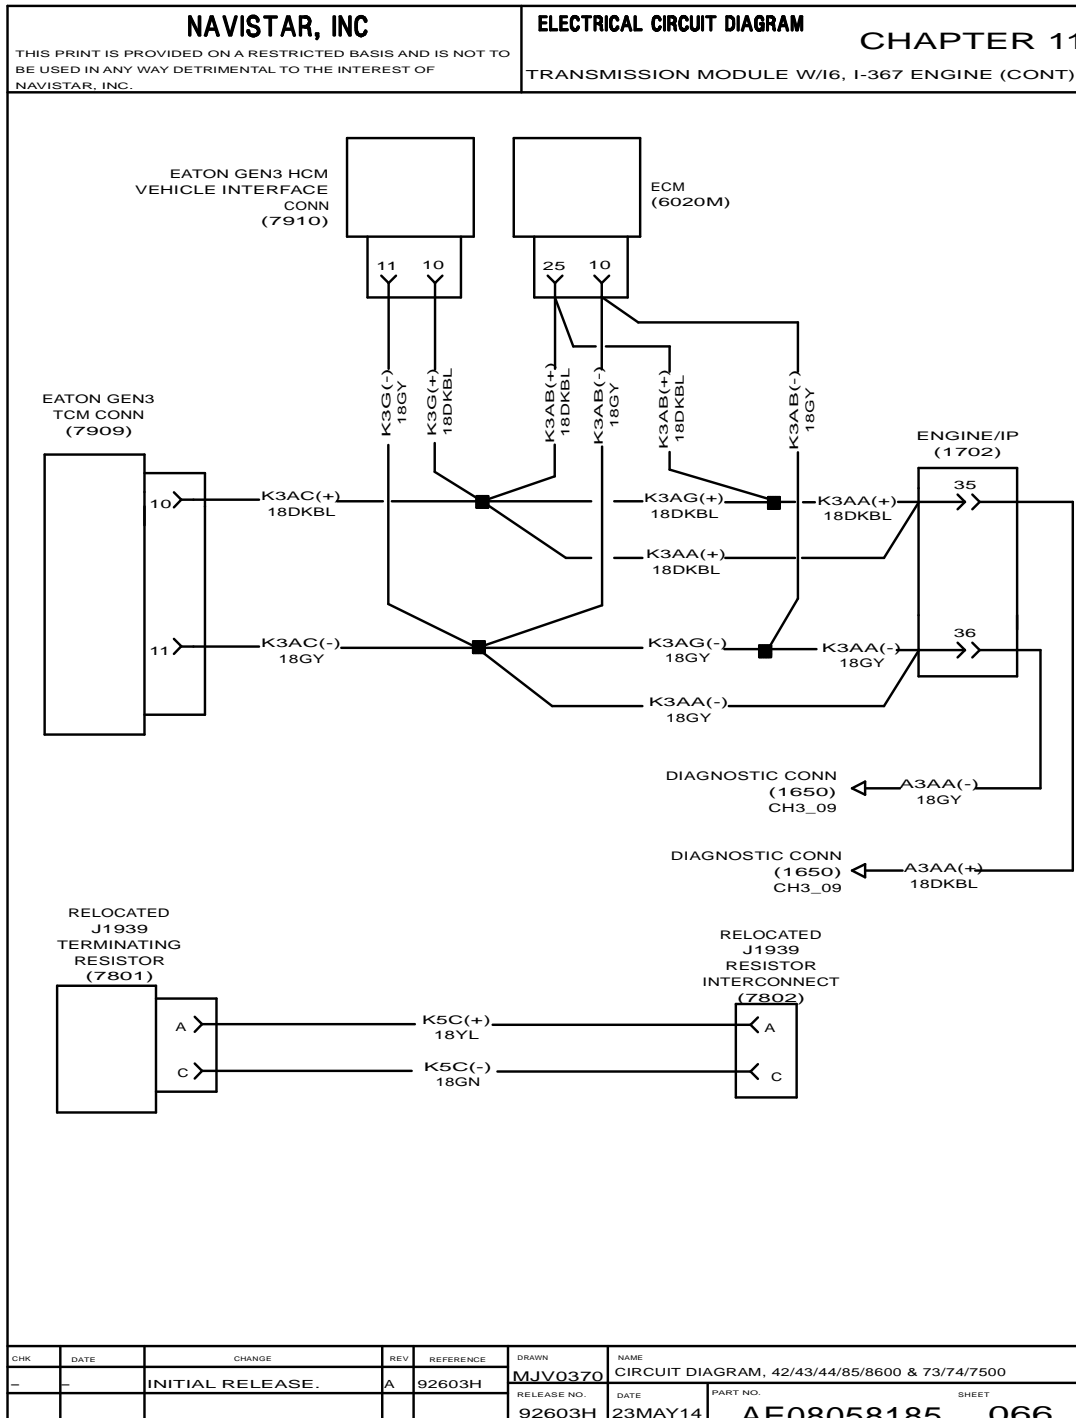 NAVISTAR, INC
THIS PRINT IS PROVIDED ON A RESTRICTED BASIS AND IS NOT TO
BE USED IN ANY WAY DETRIMENTAL TO THE INTEREST OF
NAVISTAR, INC.
ELECTRICAL CIRCUIT DIAGRAM
CHAPTER 11
TRANSMISSION MODULE W/I6, I-367 ENGINE (CONT)
EATON GEN3 HCM
VEHICLE INTERFACE
CONN
(7910)
11 10
ECM
(6020M)
25 10
K3G(-)
18GY
K3G(+)
18DKBL
K3AB(+)
18DKBL
K3AB(-)
18GY
K3AB(+)
18DKBL
K3AB(-)
18GY
EATON GEN3
TCM CONN
(7909)
10
11
ENGINE/IP
(1702)
35
36
K3AC(+)
18DKBL
K3AG(+)
18DKBL
K3AA(+)
18DKBL
K3AA(+)
18DKBL
K3AC(-)
18GY
K3AG(-)
18GY
K3AA(-)
18GY
K3AA(-)
18GY
DIAGNOSTIC CONN
(1650)
CH3_09
A3AA(-)
18GY
DIAGNOSTIC CONN
(1650)
CH3_09
A3AA(+)
18DKBL
RELOCATED
J1939
TERMINATING
RESISTOR
(7801)
A
C
K5C(+)
18YL
K5C(-)
18GN
RELOCATED
J1939
RESISTOR
INTERCONNECT
(7802)
A
C
CHK DATE CHANGE REV REFERENCE
– – INITIAL RELEASE. A 92603H
DRAWN
MJV0370
NAME
CIRCUIT DIAGRAM, 42/43/44/85/8600 & 73/74/7500
RELEASE NO.
92603H
DATE
23MAY14
PART NO.
AE08058185
SHEET
066